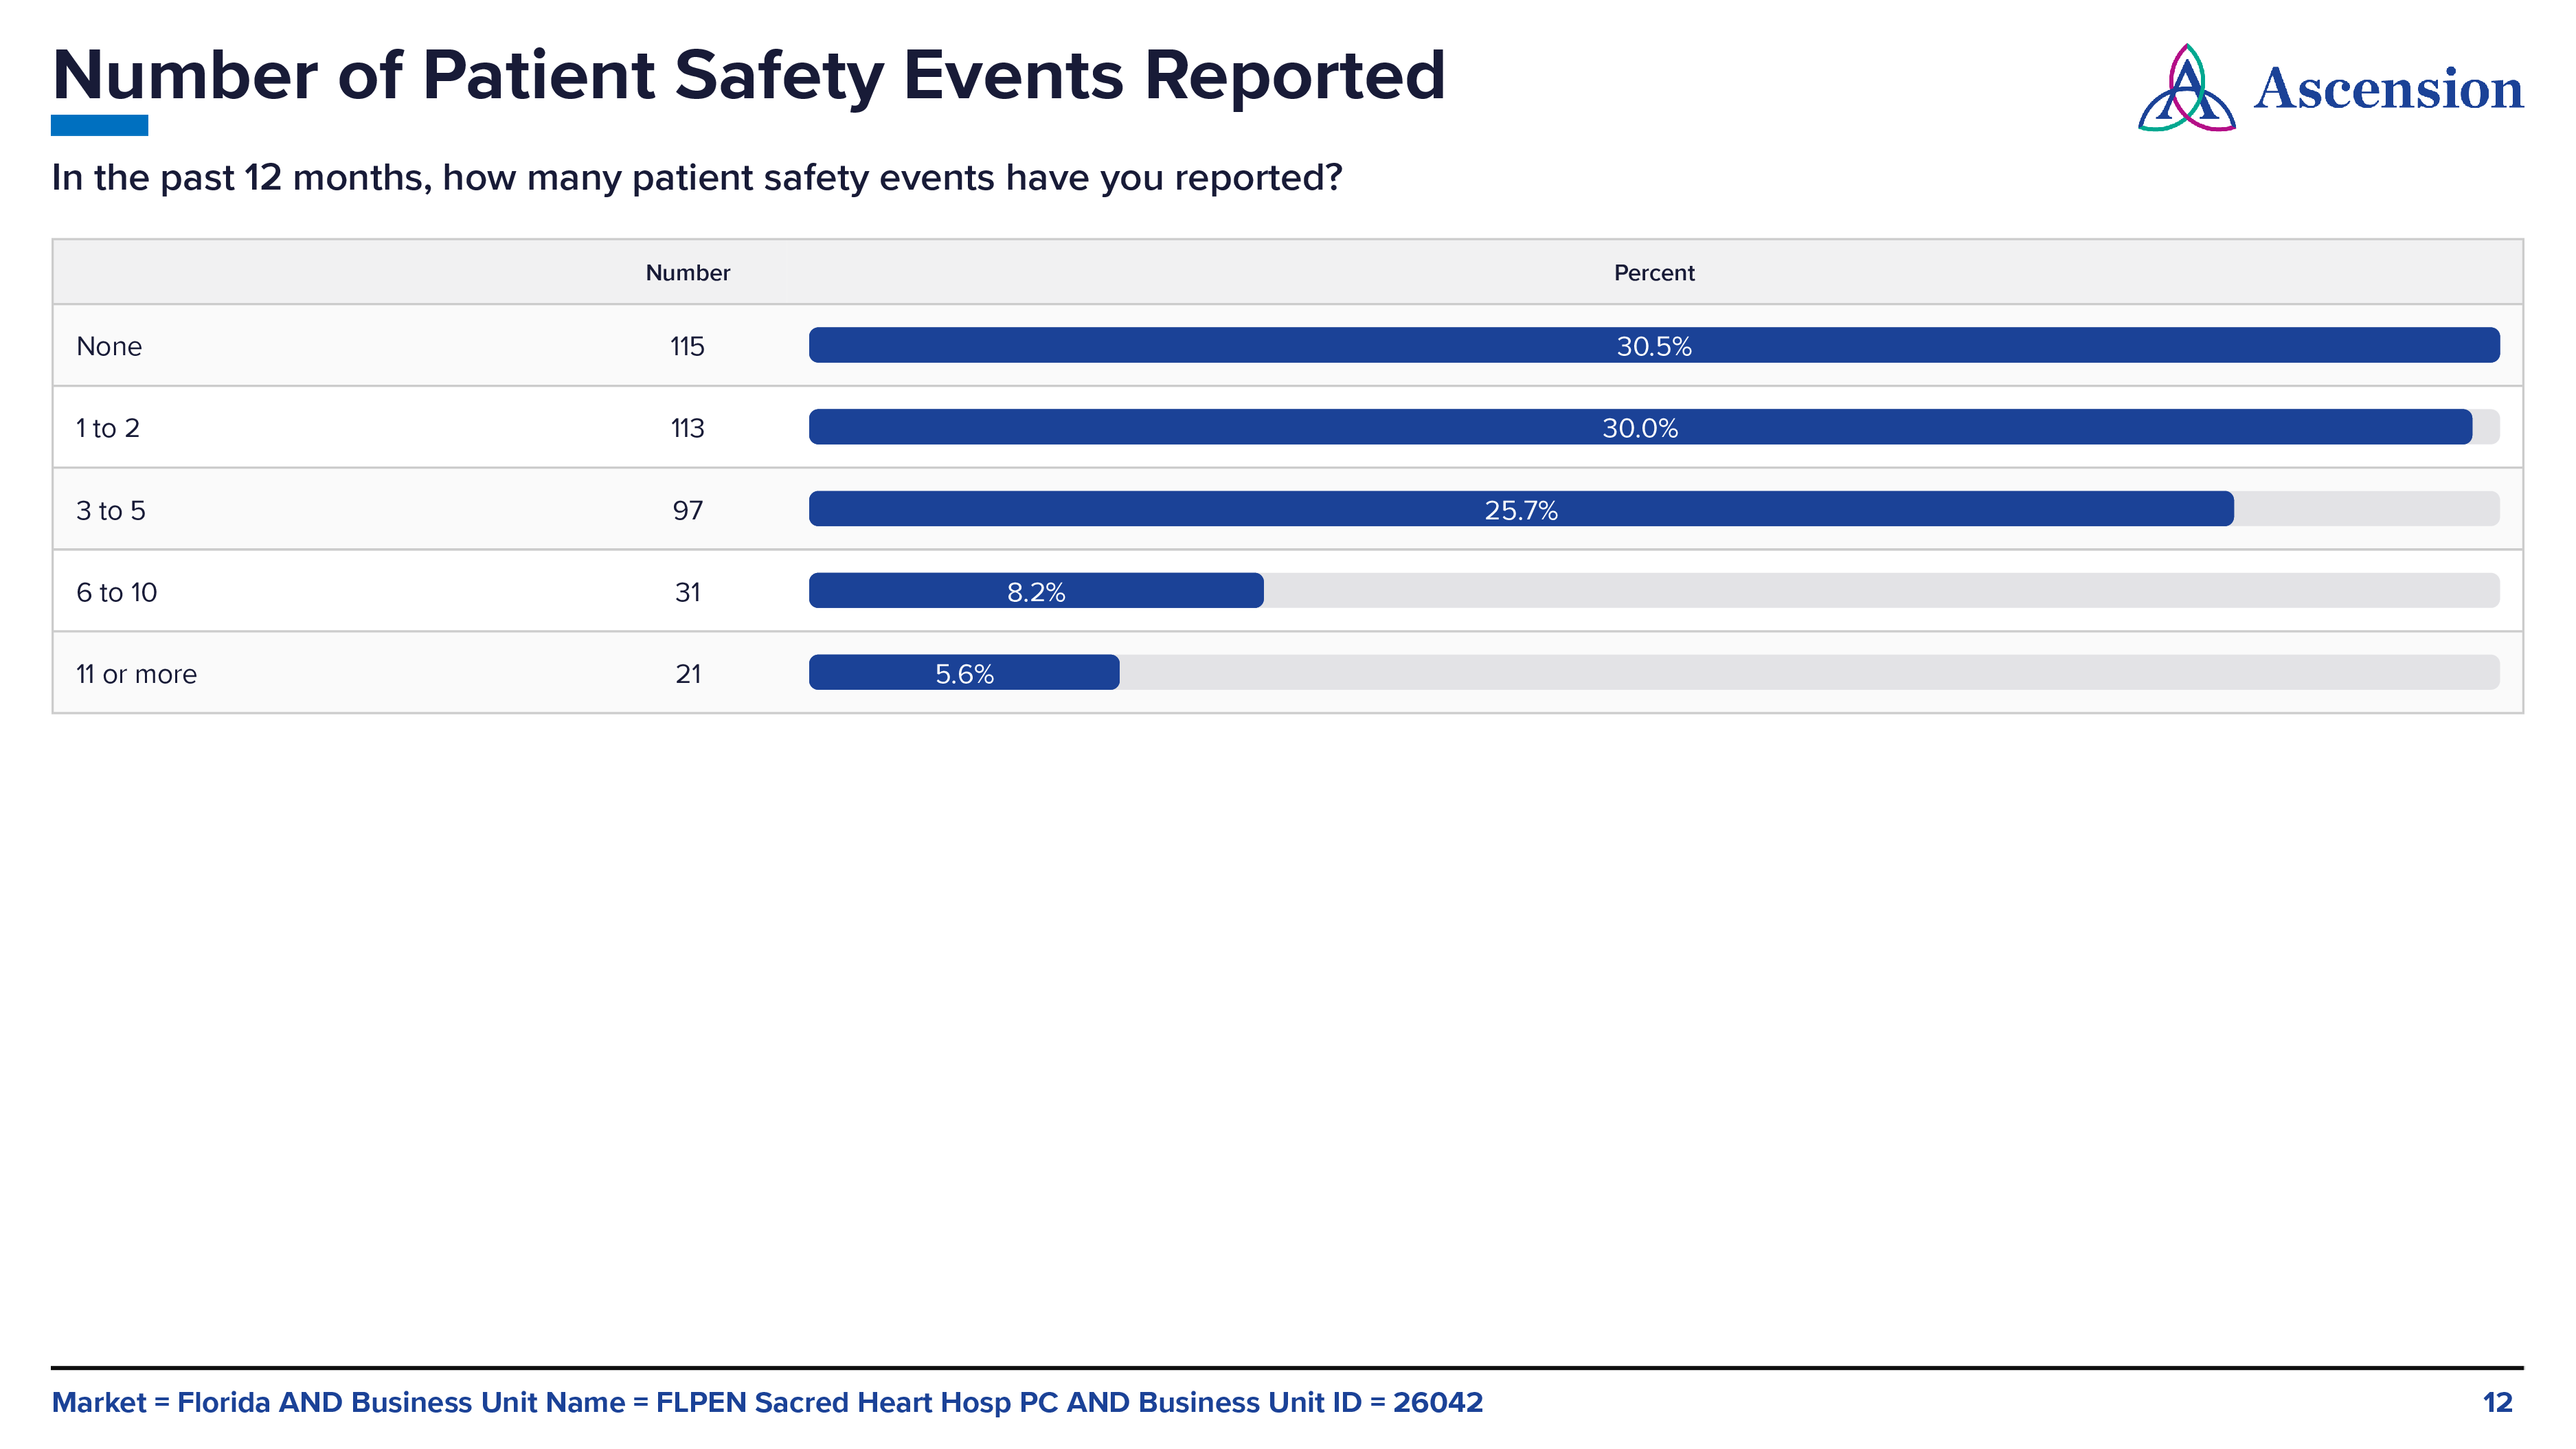 Number of Patient Safety Events Reported
Ascension
In the past 12 months, how many patient safety events have you reported?
Number Percent
None 115 30.5%
1 to 2 113 30.0%
3 to 5 97 25.7%
6 to 10 31 8.2%
11 or more 21 5.6%
Market = Florida AND Business Unit Name = FLPEN Sacred Heart Hosp PC AND Business Unit ID = 26042 12